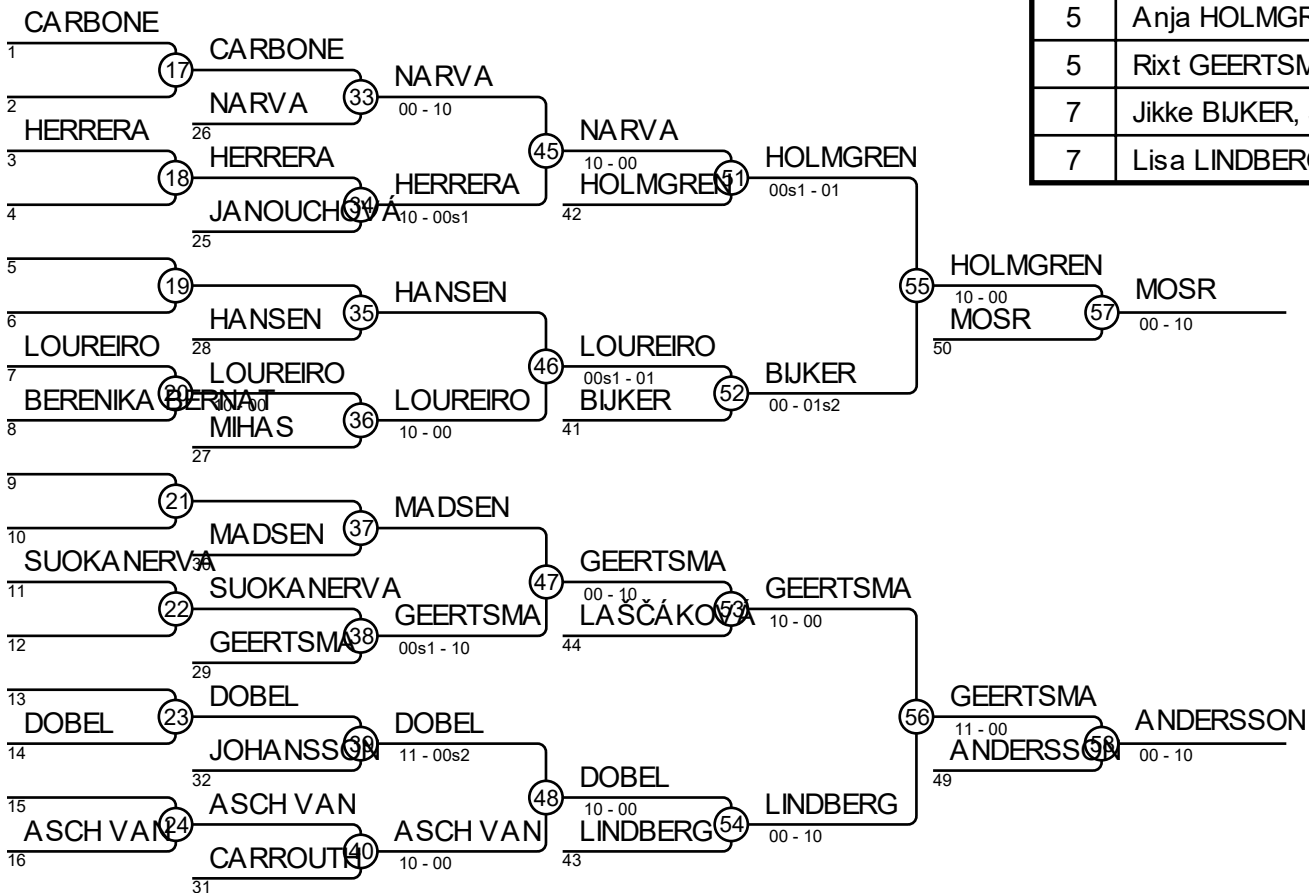 CARBONE
1
17
CARBONE
2
NARVA
26
33
NARVA
00 - 10
HERRERA
3
18
HERRERA
4
JANOUCHOVÁ
25
34
HERRERA
10 - 00s1
45
NARVA
10 - 00
HOLMGREN
42
51
HOLMGREN
00s1 - 01
5
19
6
HANSEN
28
35
HANSEN
LOUREIRO
7
20
LOUREIRO
10 - 00
BERENIKA BERNAT
8
MIHAS
27
36
LOUREIRO
10 - 00
46
LOUREIRO
00s1 - 01
BIJKER
41
52
BIJKER
00 - 01s2
55
HOLMGREN
10 - 00
MOSR
50
57
MOSR
00 - 10
9
21
10
MADSEN
30
37
MADSEN
SUOKANERVA
11
22
SUOKANERVA
12
GEERTSMA
29
38
GEERTSMA
00s1 - 10
47
GEERTSMA
00 - 10
LAŠČÁKOVÁ
44
53
GEERTSMA
10 - 00
13
23
DOBEL
DOBEL
14
JOHANSSON
32
39
DOBEL
11 - 00s2
15
24
ASCH VAN
ASCH VAN
16
CARROUTH
31
40
ASCH VAN
10 - 00
48
DOBEL
10 - 00
LINDBERG
43
54
LINDBERG
00 - 10
56
GEERTSMA
11 - 00
ANDERSSON
49
58
ANDERSSON
00 - 10
5 Anja HOLMGR
5 Rixt GEERTSM
7 Jikke BIJKER,
7 Lisa LINDBERG